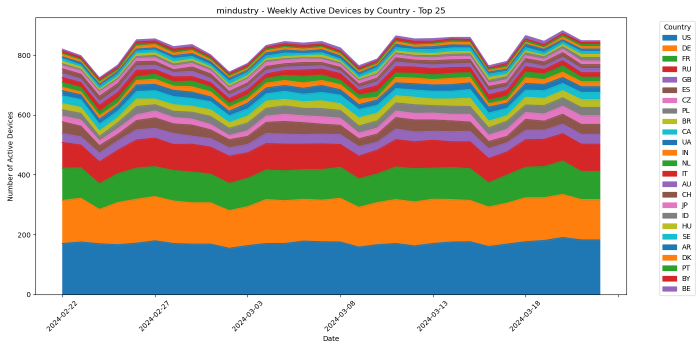 mindustry - Weekly Active Devices by Country - Top 25
Number of Active Devices
800
600
400
200
0
2024-02-22
2024-02-27
2024-03-03
2024-03-08
2024-03-13
2024-03-18
Date
Country
US
DE
FR
RU
GB
ES
CZ
PL
BR
CA
UA
IN
NL
IT
AU
CH
JP
ID
HU
SE
AR
DK
PT
BY
BE